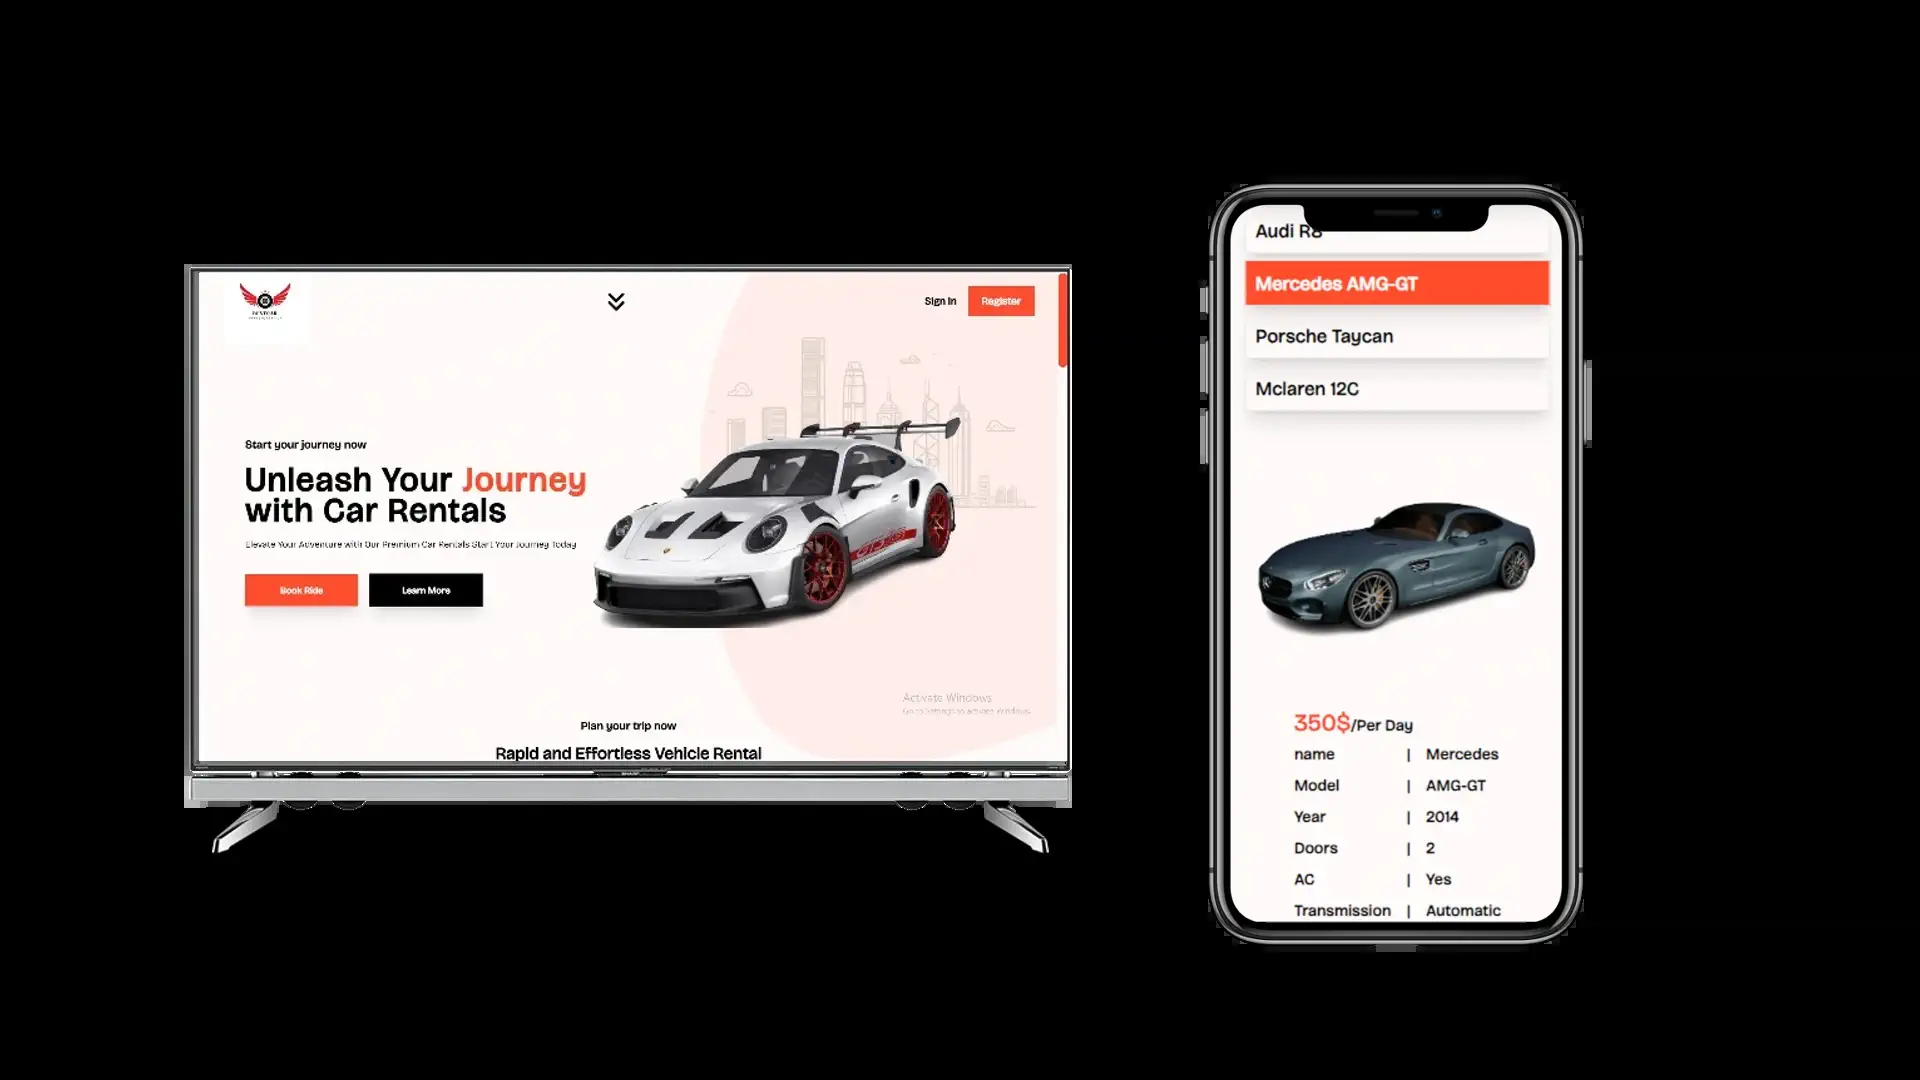 Sign In
Register
Start your journey now
Unleash Your Journey
with Car Rentals
Elevate Your Adventure with Our Premium Car Rentals Start Your Journey Today
Book Ride
Learn More
Activate Windows
Go to Settings to activate Windows.
Plan your trip now
Rapid and Effortless Vehicle Rental
Audi R8
Mercedes AMG-GT
Porsche Taycan
Mclaren 12C
350$/Per Day
name | Mercedes
Model | AMG-GT
Year | 2014
Doors | 2
AC | Yes
Transmission | Automatic